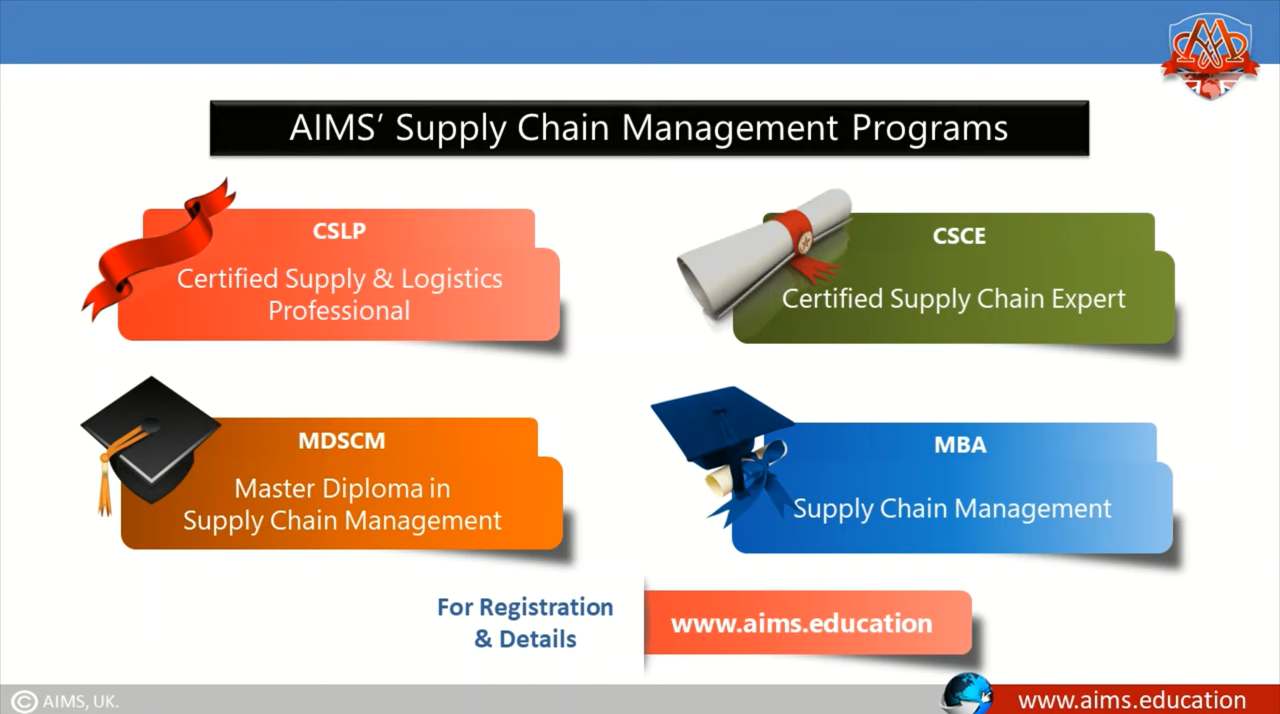 AIMS’ Supply Chain Management Programs
CSLP
Certified Supply & Logistics
Professional
CSCE
Certified Supply Chain Expert
MDSCM
Master Diploma in
Supply Chain Management
MBA
Supply Chain Management
For Registration
& Details
www.aims.education
© AIMS, UK.
www.aims.education